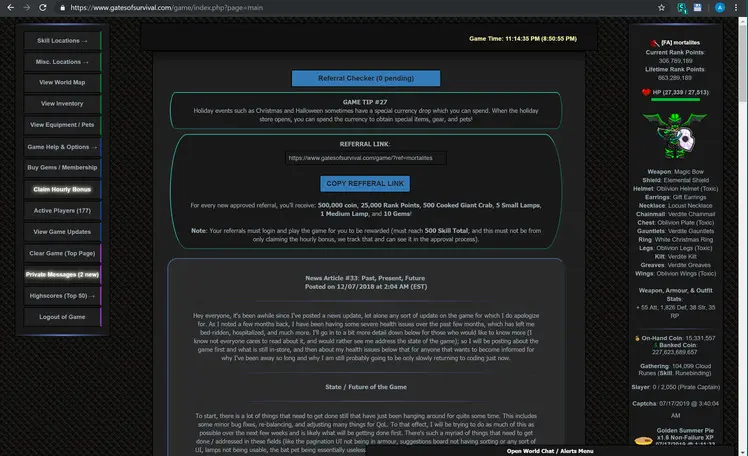 https://www.gatesofsurvival.com/game/index.php?page=main
Skill Locations →
Misc. Locations →
View World Map
View Inventory
View Equipment / Pets
Game Help & Options →
Buy Gems / Membership
Claim Hourly Bonus
Active Players (177)
View Game Updates
Clear Game (Top Page)
Private Messages (2 new)
Highscores (Top 50) →
Logout of Game
Game Time: 11:14:35 PM (8:50:55 PM)
Referral Checker (0 pending)
GAME TIP #27
Holiday events such as Christmas and Halloween sometimes have a special currency drop which you can spend. When the holiday
store opens, you can spend the currency to obtain special items, gear, and pets!
REFERRAL LINK:
https://www.gatesofsurvival.com/game/?ref=mortalites
COPY REFFERAL LINK
For every new approved referral, you'll receive: 500,000 coin, 25,000 Rank Points, 500 Cooked Giant Crab, 5 Small Lamps,
1 Medium Lamp, and 10 Gems!
Note: Your referrals must login and play the game for you to be rewarded (must reach 500 Skill Total; and this must not be from
only claiming the hourly bonus, we track that and can see it in the approval process).
News Article #33: Past, Present, Future
Posted on 12/07/2018 at 2:04 AM (EST)
Hey everyone, it's been awhile since I've posted a news update, let alone any sort of update on the game for which I do apologize
for. As I noted a few months back, I have been having some severe health issues over the past few months, which has left me
bed-ridden, hospitalized, and much more. I'll go in to a bit more detail down below for those who would like to know more (I
know not everyone cares to read about it, and would rather see me address the state of the game); so I will be posting about the
game first and what is still in-store, and then about my health issues below that for anyone that wants to become informed for
why I've been away so long and why I am still probably going to be only slowly returning to coding just now.
State / Future of the Game
To start, there is a lot of things that need to get done still that have just been hanging around for quite some time. This includes
some minor bug fixes, re-balancing, and adjusting many things for QoL. To that effect, I will be trying to do as much of this as
possible over the next few weeks and is likely what will be getting done first. There's such a myriad of things that need to get
done / addressed in these fields (like the pagination UI not being in armour, suggestions board not having sorting or any sort of
UI, lamps not being usable, the bat pet being essentially useless
Open World Chat / Alerts Menu
[FA] mortalites
Current Rank Points:
306,789,189
Lifetime Rank Points:
663,289,189
HP (27,339 / 27,513)
Weapon: Magic Bow
Shield: Elemental Shield
Helmet: Oblivion Helmet (Toxic)
Earrings: Gift Earrings
Necklace: Locust Necklace
Chainmail: Verdite Chainmail
Chest: Oblivion Plate (Toxic)
Gauntlets: Verdite Gauntlets
Ring: White Christmas Ring
Legs: Oblivion Legs (Toxic)
Kilt: Verdite Kilt
Greaves: Verdite Greaves
Wings: Oblivion Wings (Toxic)
Weapon, Armour, & Outfit
Stats:
+ 55 Att, 1,826 Def, 38 Str, 35
RP
On-Hand Coin: 15,331,557
Banked Coin:
227,623,689,657
Gathering: 104,099 Cloud
Runes (Skill: Runebinding)
Slayer: 0 / 2,050 (Pirate Captain)
Captcha: 07/17/2019 @ 3:40:04
AM
Golden Summer Pie
x1.6 Non-Failure XP